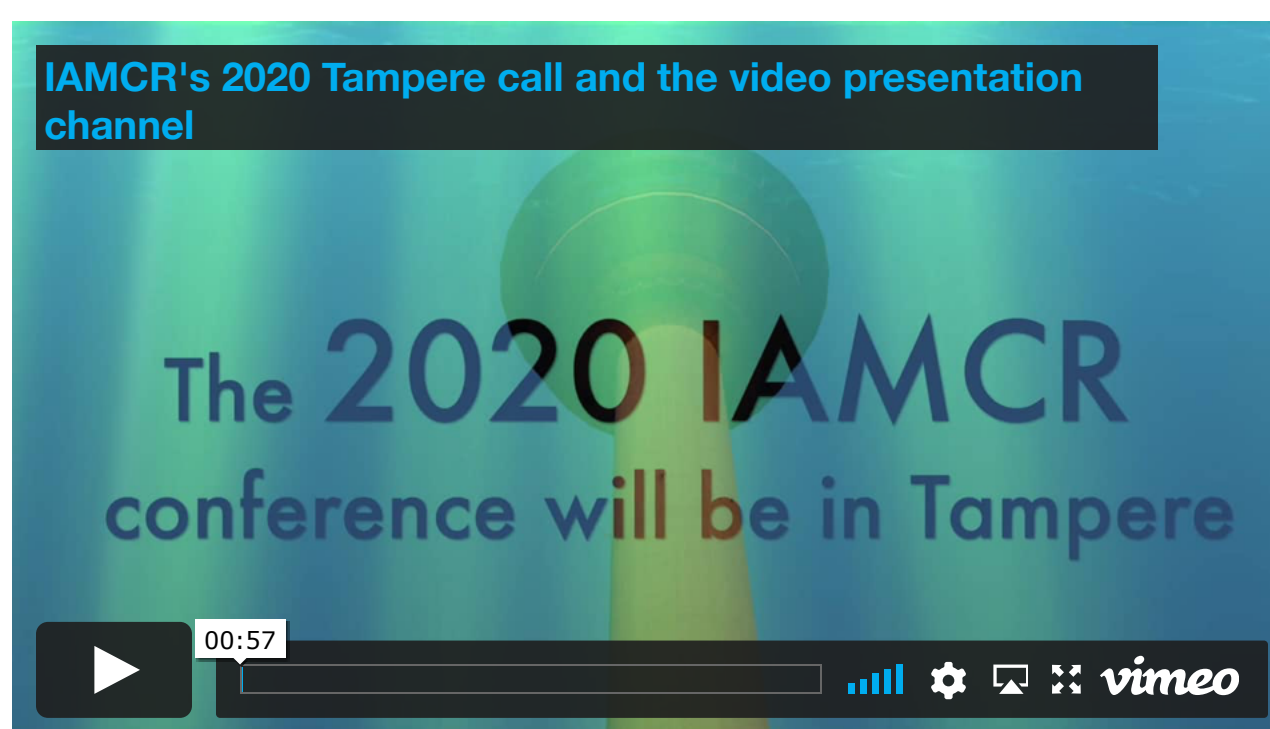 IAMCR's 2020 Tampere call and the video presentation
channel
The 2020 IAMCR
conference will be in Tampere
00:57
vimeo